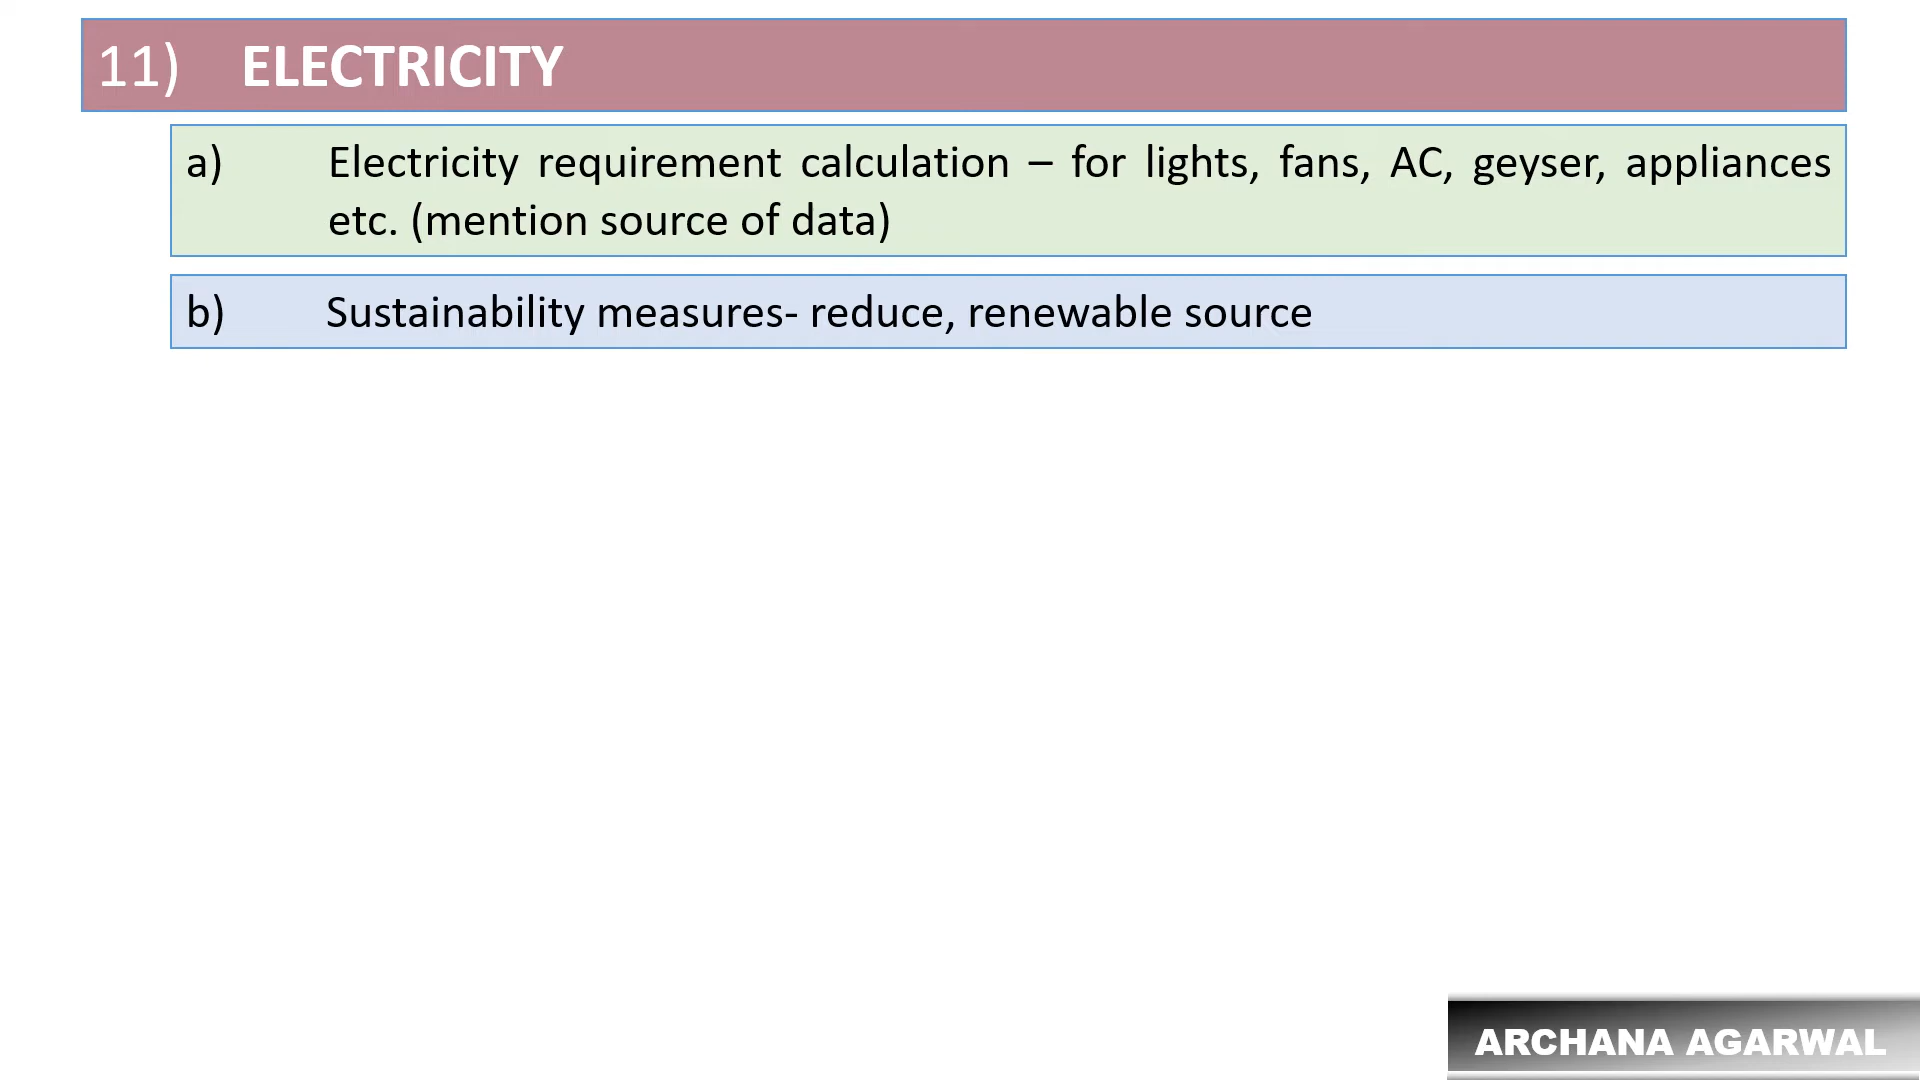 11) ELECTRICITY
a) Electricity requirement calculation – for lights, fans, AC, geyser, appliances
etc. (mention source of data)
b) Sustainability measures- reduce, renewable source
ARCHANA AGARWAL